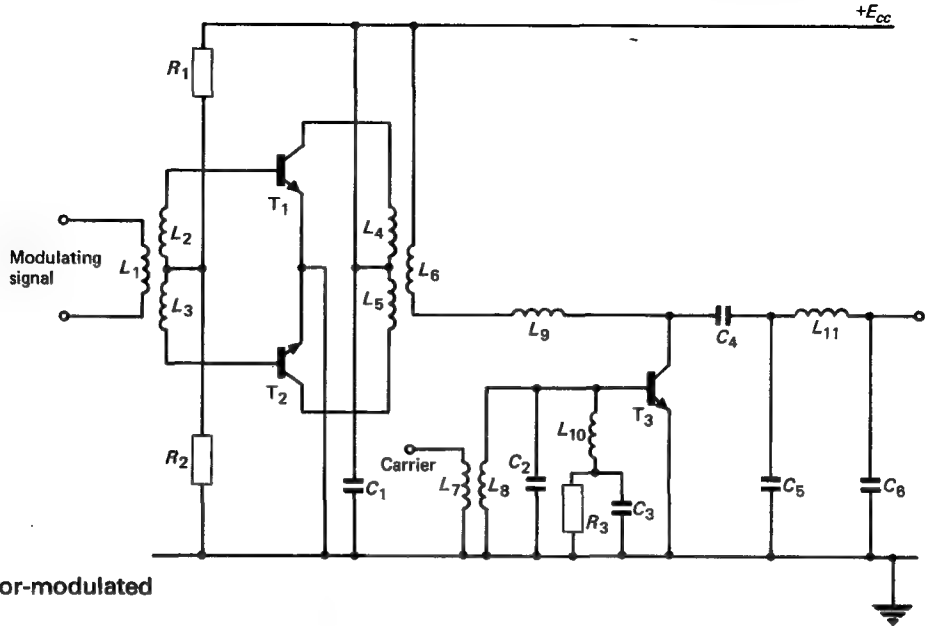 +Ecc
R1
T1
L2
L4
Modulating
signal
L1
L6
L3
L5
L9
C4
L11
T2
T3
L10
R2
Carrier
C1
L7
L8
C2
R3
C3
C5
C6
or-modulated